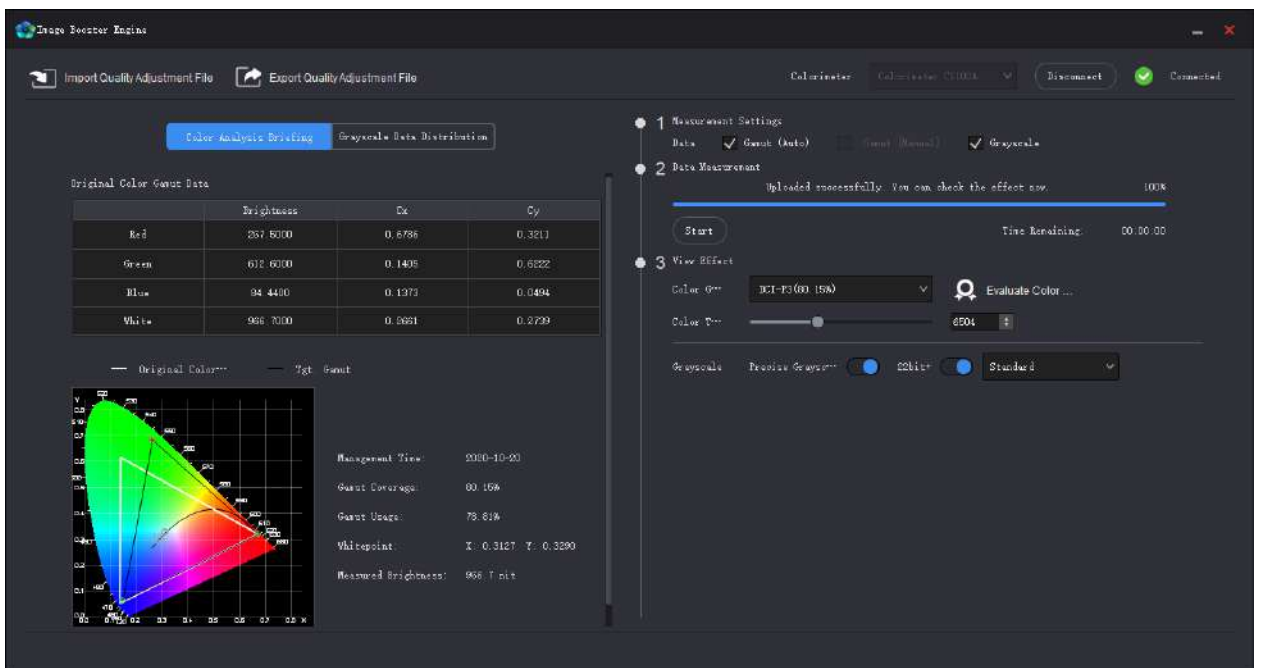 Image Booster Engine
Import Quality Adjustment File
Export Quality Adjustment File
Colorimeter
Disconnect
Connected
Color Analysis Briefing
Grayscale Data Distribution
1 Measurement Settings
Data Gamut (Auto) Gamut (Manual) Grayscale
2 Data Measurement
Uploaded successfully. You can check the effect now. 100%
Start Time Remaining: 00:00:00
3 View Effect
Color G··· DCI-P3(80.15%) Evaluate Color ...
Color T··· 6504
Grayscale Precise Graysc··· 22bit+ Standard
Original Color Gamut Data
Brightness Cx Cy
Red 257.5000 0.6786 0.3211
Green 612.6000 0.1405 0.6222
Blue 94.4400 0.1373 0.0494
White 966.7000 0.2661 0.2739
Original Color··· Tgt. Gamut
Management Time: 2020-10-20
Gamut Coverage: 80.15%
Gamut Usage: 78.81%
Whitepoint: X: 0.3127 Y: 0.3290
Measured Brightness: 966.7 nit